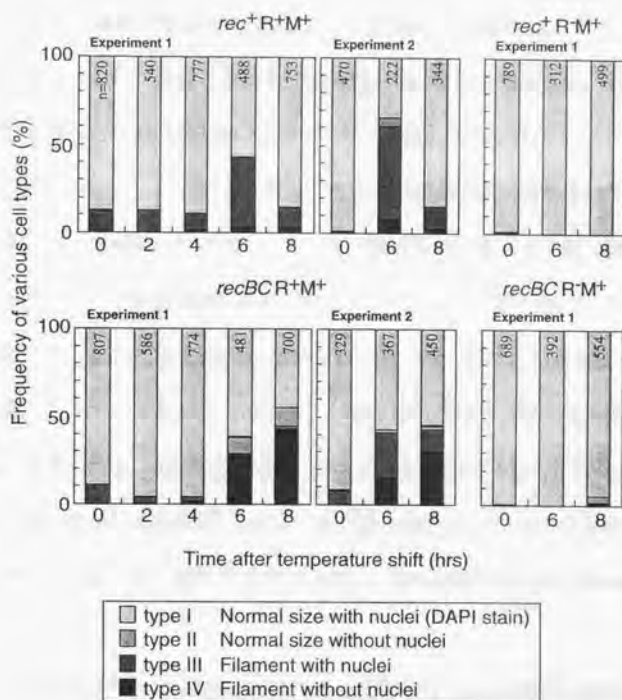 rec⁺ R⁺M⁺
rec⁺ R⁻M⁺
Experiment 1
Experiment 2
Experiment 1
n=820
540
777
488
753
470
222
344
789
312
499
100
50
0
0 2 4 6 8
0 6 8
0 6 8
Frequency of various cell types (%)
recBC R⁺M⁺
recBC R⁻M⁺
Experiment 1
Experiment 2
Experiment 1
807
586
774
481
700
329
367
450
689
392
554
100
50
0
0 2 4 6 8
0 6 8
0 6 8
Time after temperature shift (hrs)
type I Normal size with nuclei (DAPI stain)
type II Normal size without nuclei
type III Filament with nuclei
type IV Filament without nuclei